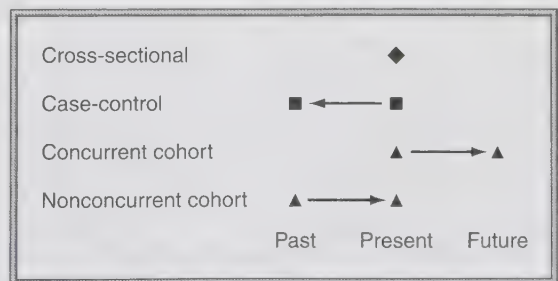 Cross-sectional
Case-control
Concurrent cohort
Nonconcurrent cohort
Past Present Future